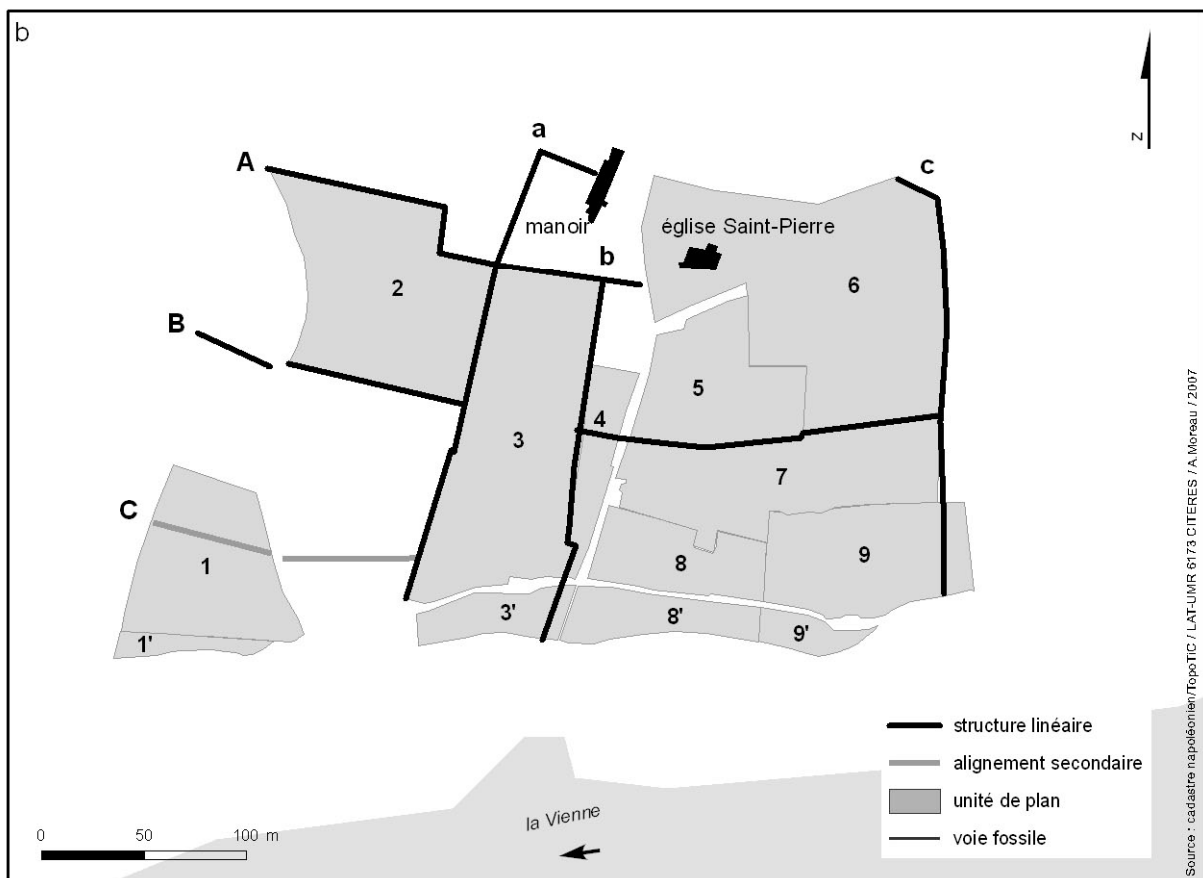 b
N
a
A
c
manoir
église Saint-Pierre
b
2
6
B
5
4
3
7
C
1
8
9
3'
8'
9'
1'
structure linéaire
alignement secondaire
unité de plan
voie fossile
la Vienne
0 50 100 m
Source : cadastre napoléonien/TopoTiC / LAT-UMR 6173 CITERES / A.Moreau / 2007